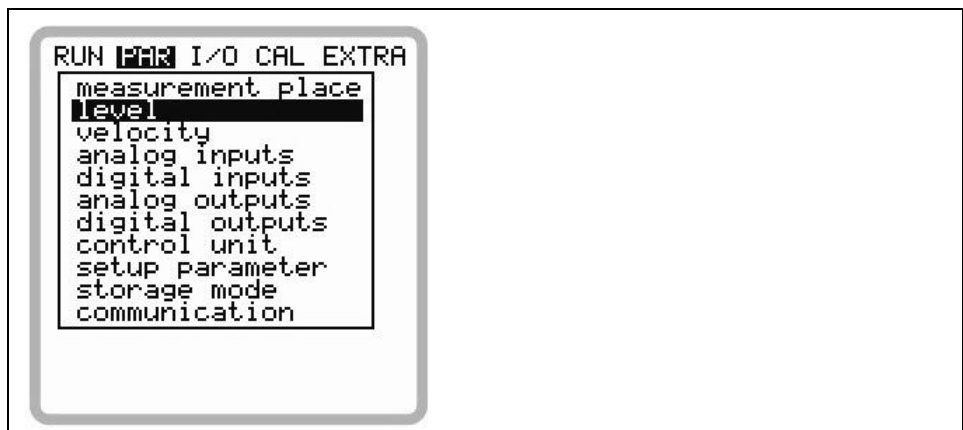 RUN PAR I/O CAL EXTRA
measurement place
level
velocity
analog inputs
digital inputs
analog outputs
digital outputs
control unit
setup parameter
storage mode
communication